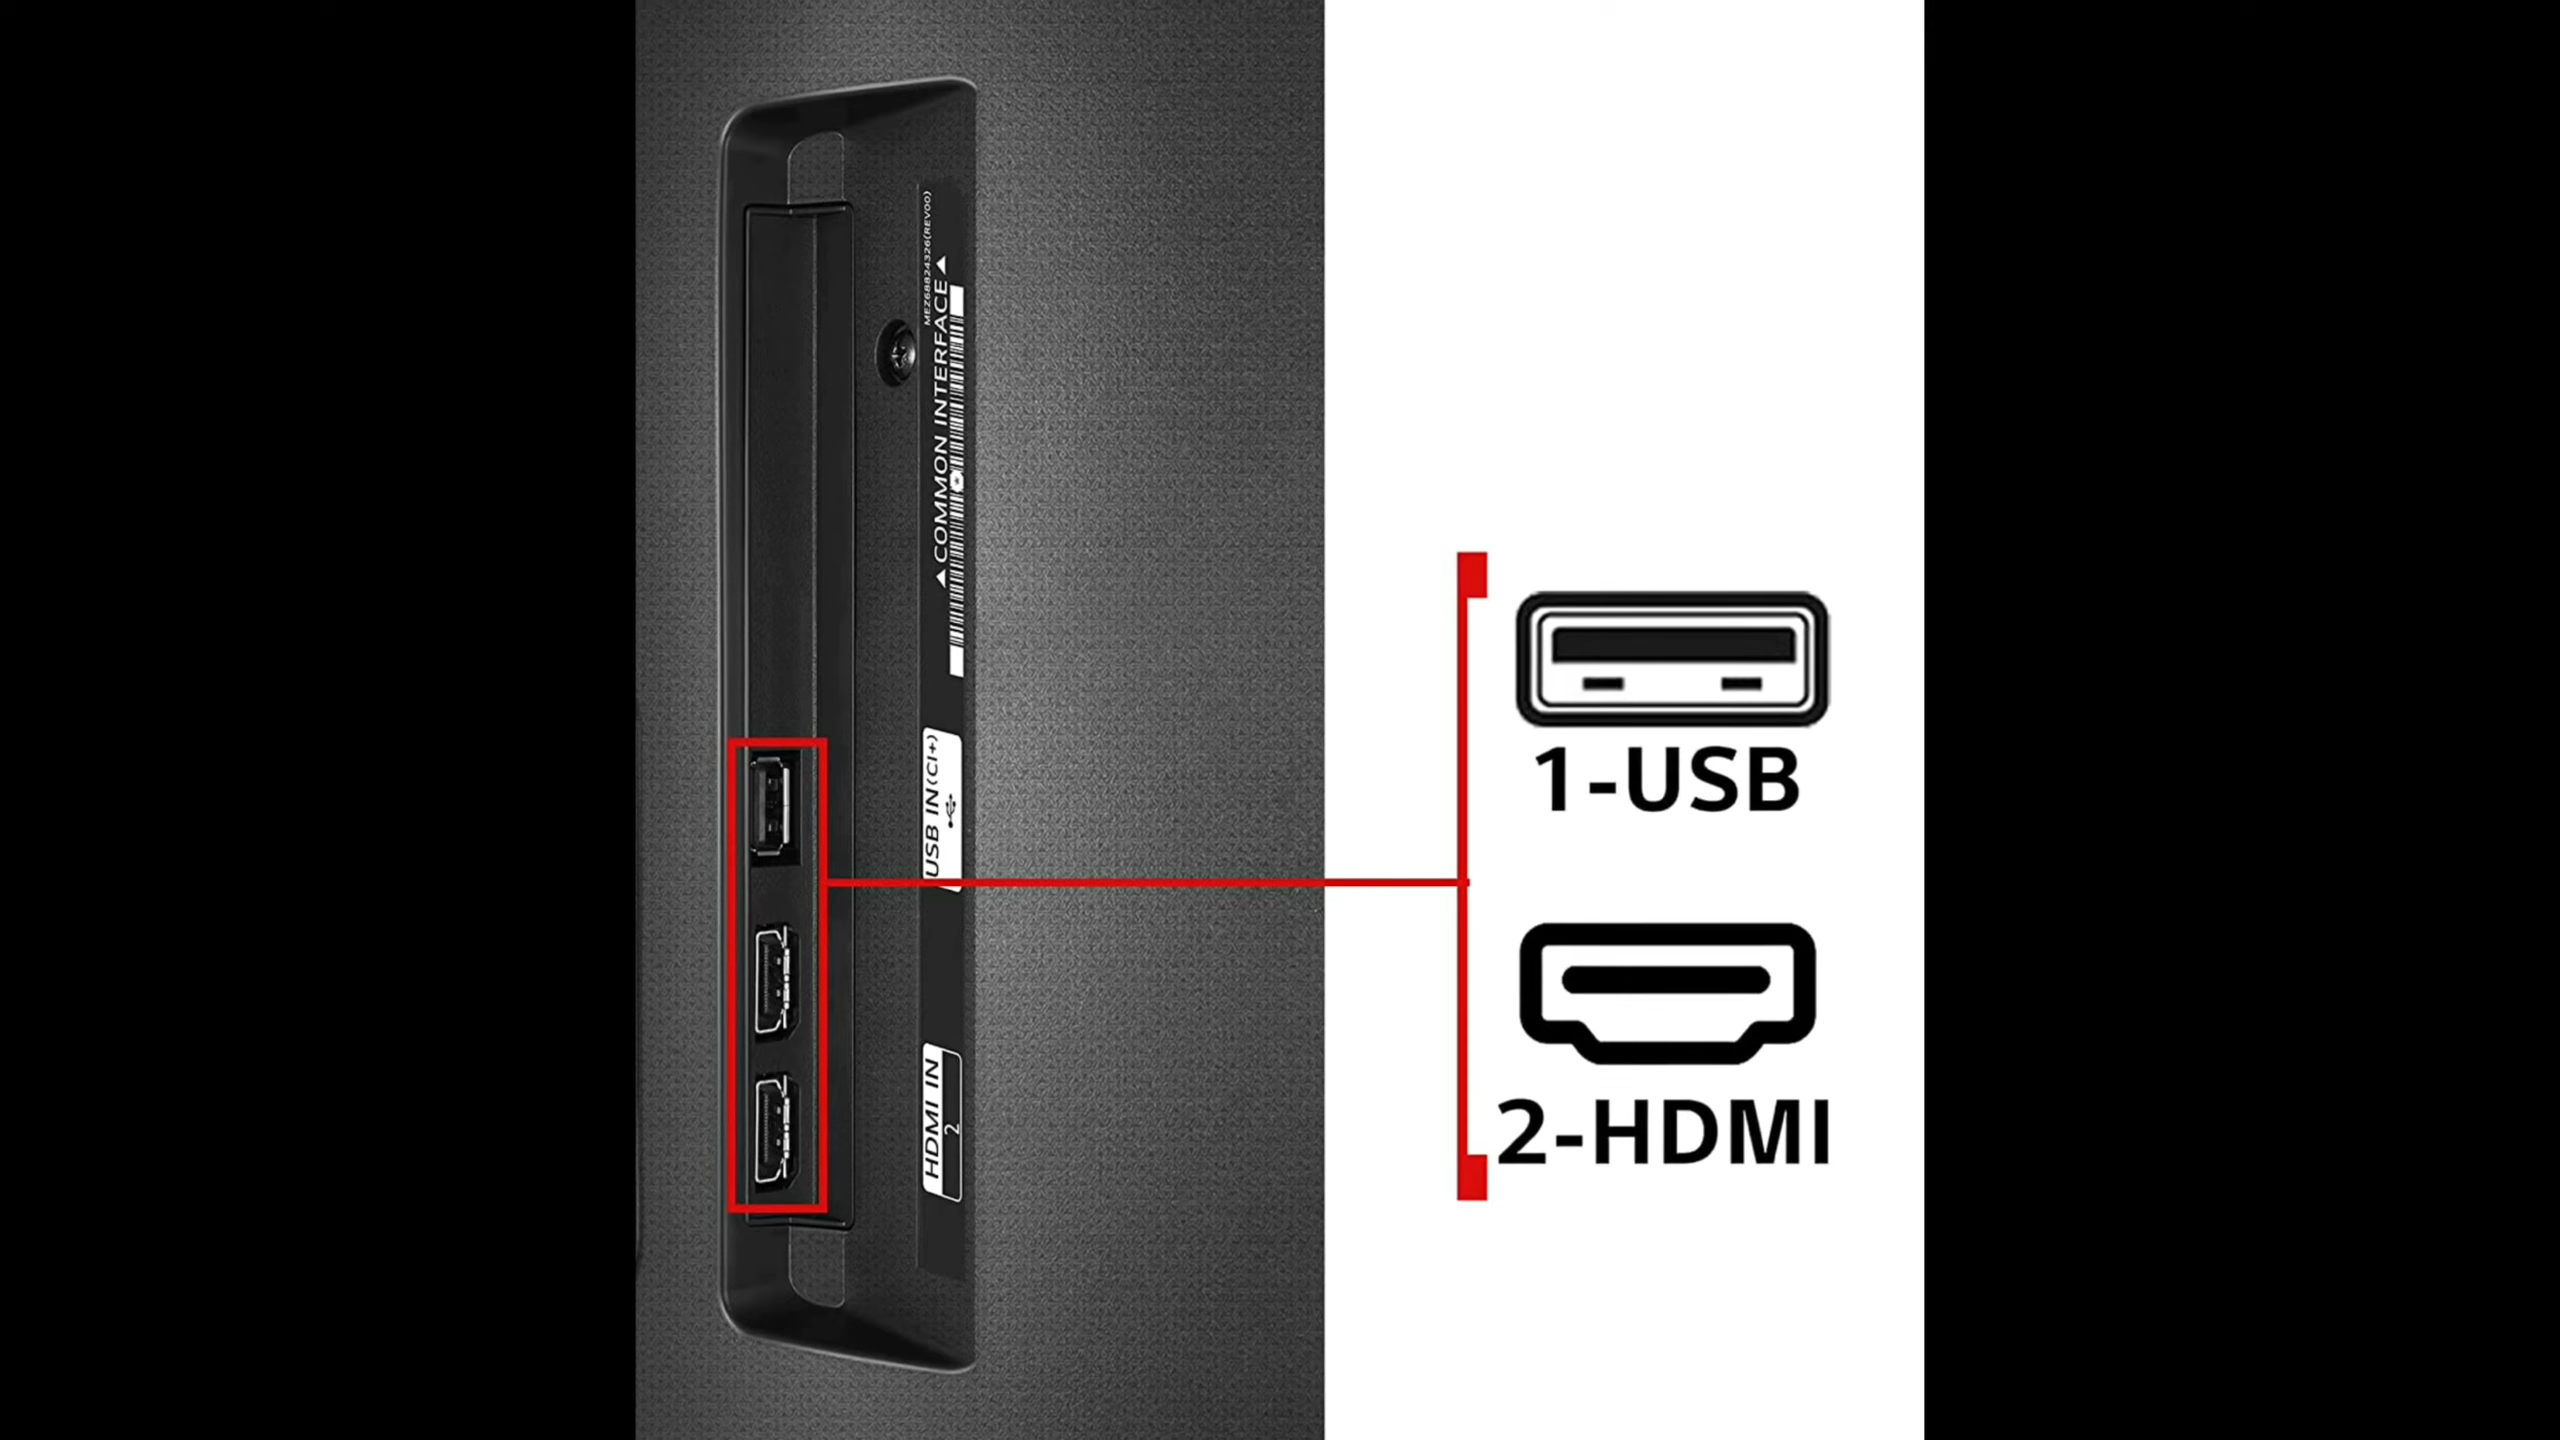 MEZ68824326(REV00)
▲COMMON INTERFACE▲
USB IN(CI+)
HDMI IN
2
1-USB
2-HDMI